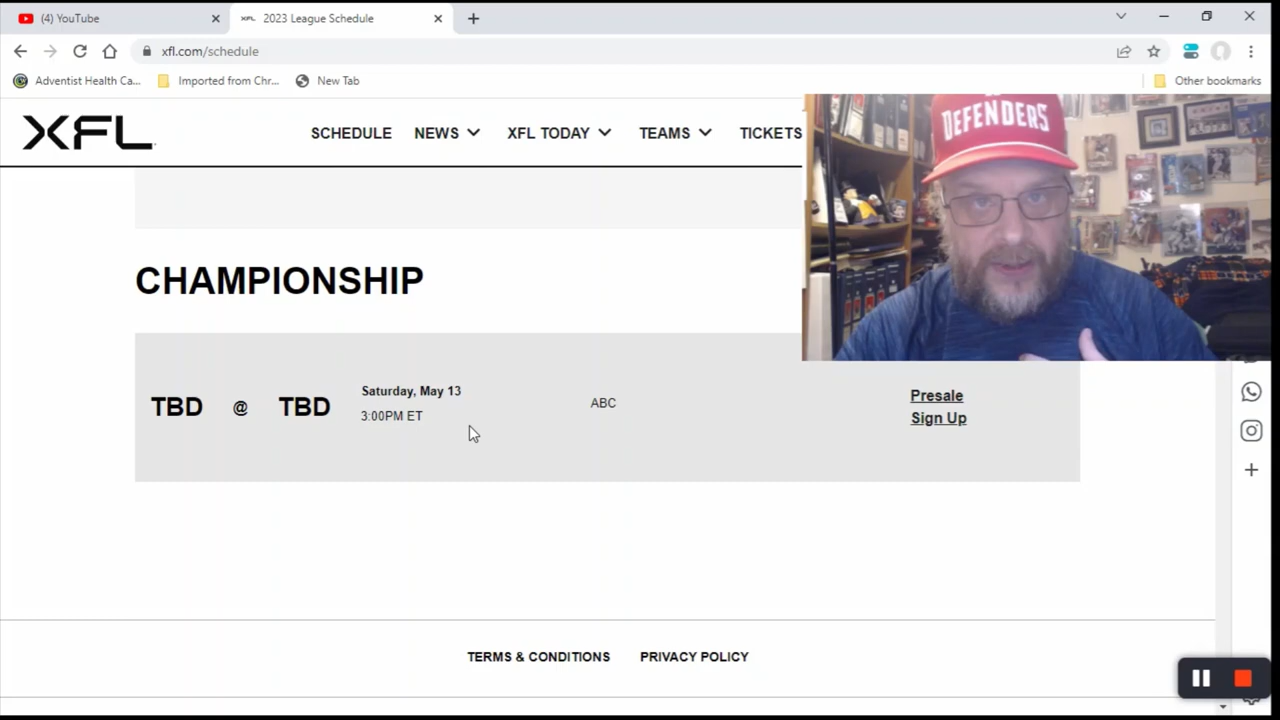 (4) YouTube
XFL 2023 League Schedule
xfl.com/schedule
Adventist Health Ca...
Imported from Chr...
New Tab
Other bookmarks
XFL
SCHEDULE
NEWS
XFL TODAY
TEAMS
TICKETS
DEFENDERS
CHAMPIONSHIP
TBD @ TBD
Saturday, May 13
3:00PM ET
ABC
Presale
Sign Up
TERMS & CONDITIONS
PRIVACY POLICY